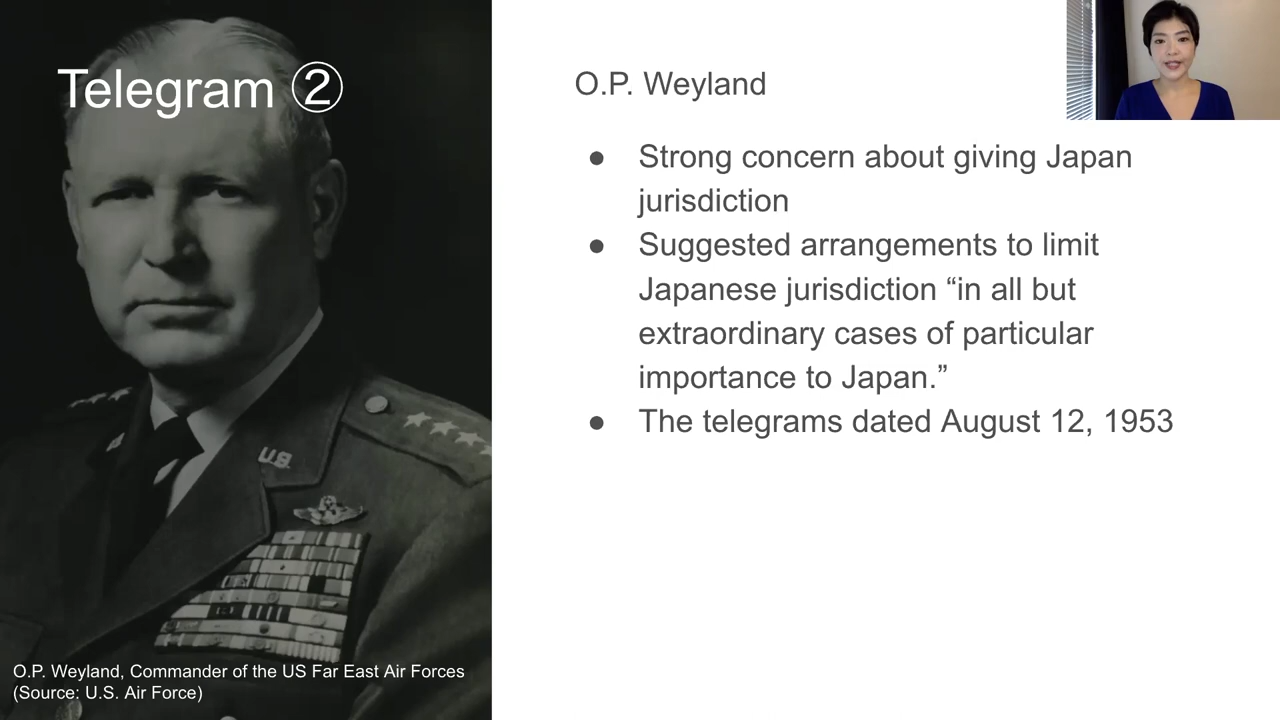 Telegram ②
O.P. Weyland
● Strong concern about giving Japan
jurisdiction
● Suggested arrangements to limit
Japanese jurisdiction “in all but
extraordinary cases of particular
importance to Japan.”
● The telegrams dated August 12, 1953
U.S.
O.P. Weyland, Commander of the US Far East Air Forces
(Source: U.S. Air Force)